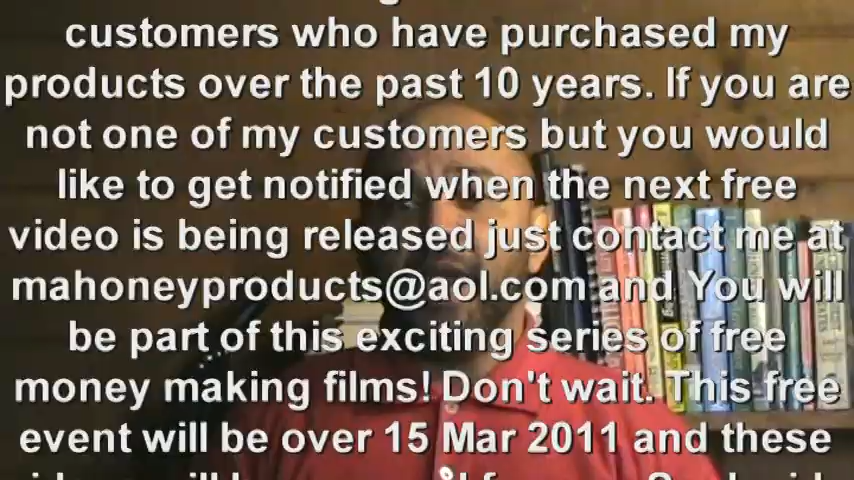 customers who have purchased my
products over the past 10 years. If you are
not one of my customers but you would
like to get notified when the next free
video is being released just contact me at
mahoneyproducts@aol.com and You will
be part of this exciting series of free
money making films! Don't wait. This free
event will be over 15 Mar 2011 and these